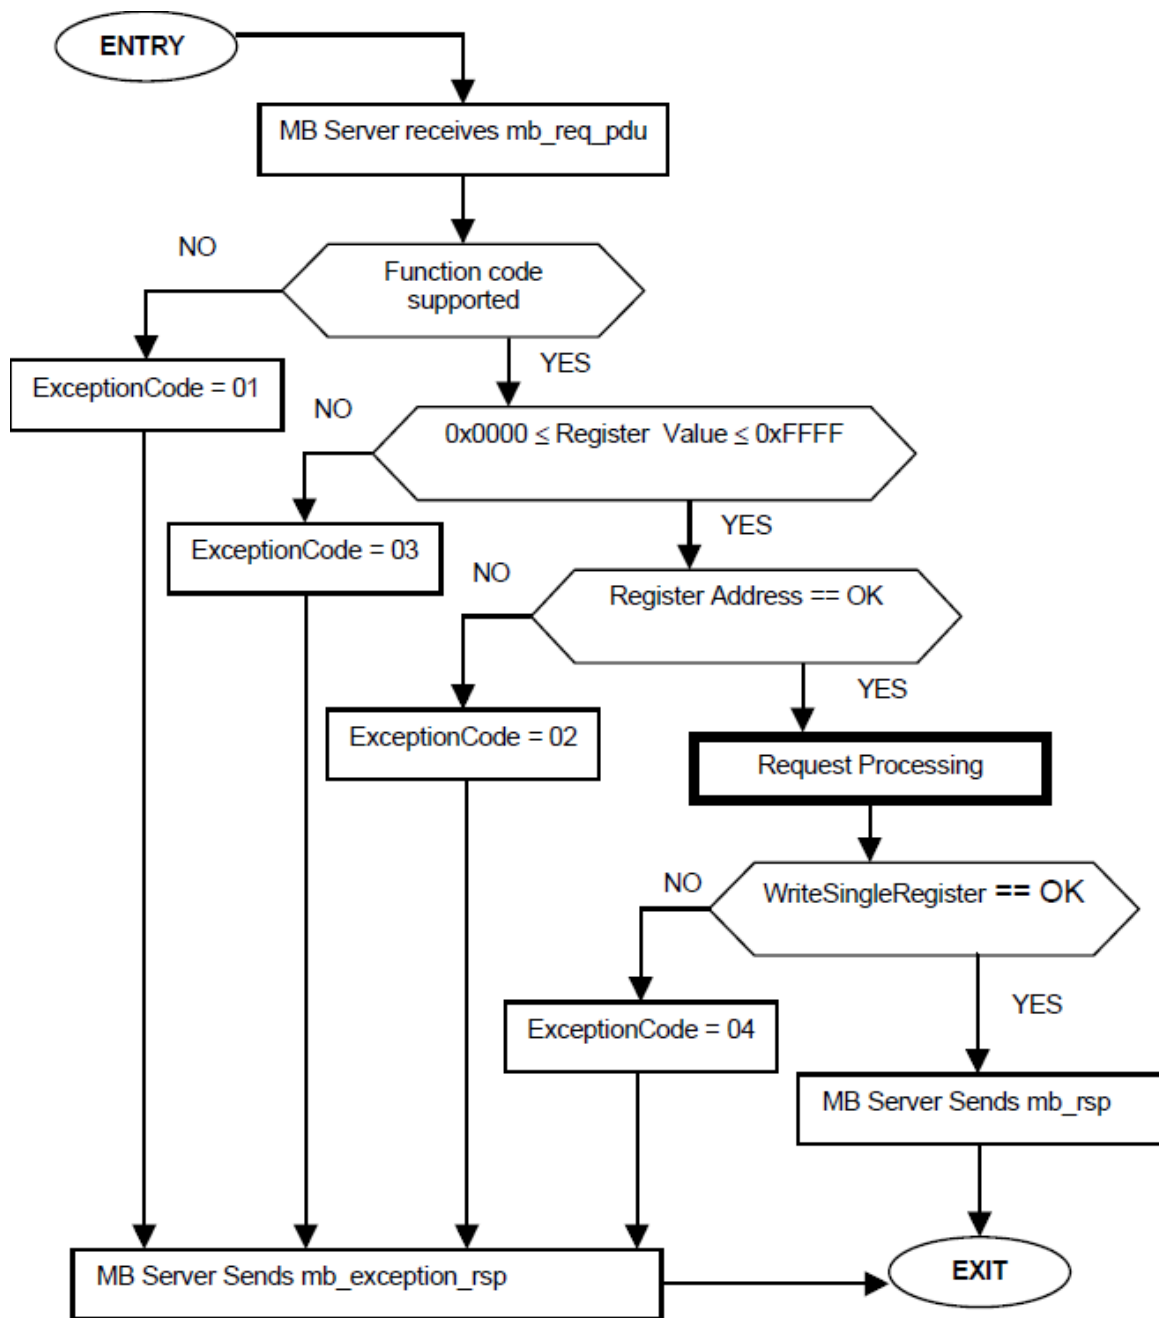 ENTRY
MB Server receives mb_req_pdu
NO
Function code
supported
YES
ExceptionCode = 01
NO
0x0000 ≤ Register Value ≤ 0xFFFF
YES
ExceptionCode = 03
NO
Register Address == OK
YES
ExceptionCode = 02
Request Processing
NO
WriteSingleRegister == OK
YES
ExceptionCode = 04
MB Server Sends mb_rsp
MB Server Sends mb_exception_rsp
EXIT